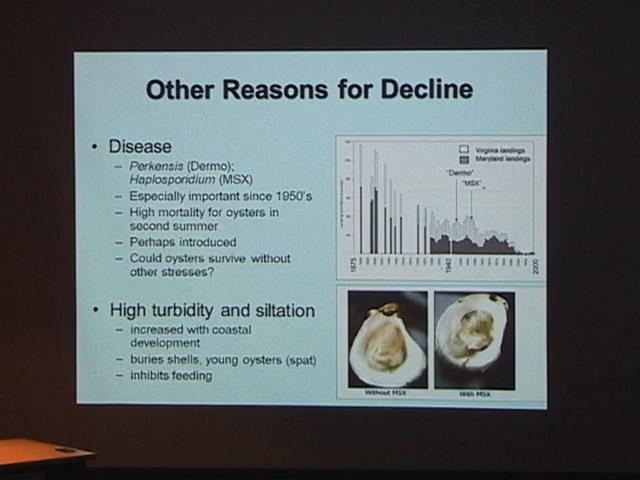 Other Reasons for Decline
• Disease
– Perkensis (Dermo);
Haplosporidium (MSX)
– Especially important since 1950's
– High mortality for oysters in
second summer
– Perhaps introduced
– Could oysters survive without
other stresses?
• High turbidity and siltation
– increased with coastal
development
– buries shells, young oysters (spat)
– inhibits feeding
Virginia landings
Maryland landings
"Dermo"
"MSX"
1875
1940
2000
Without MSX
With MSX